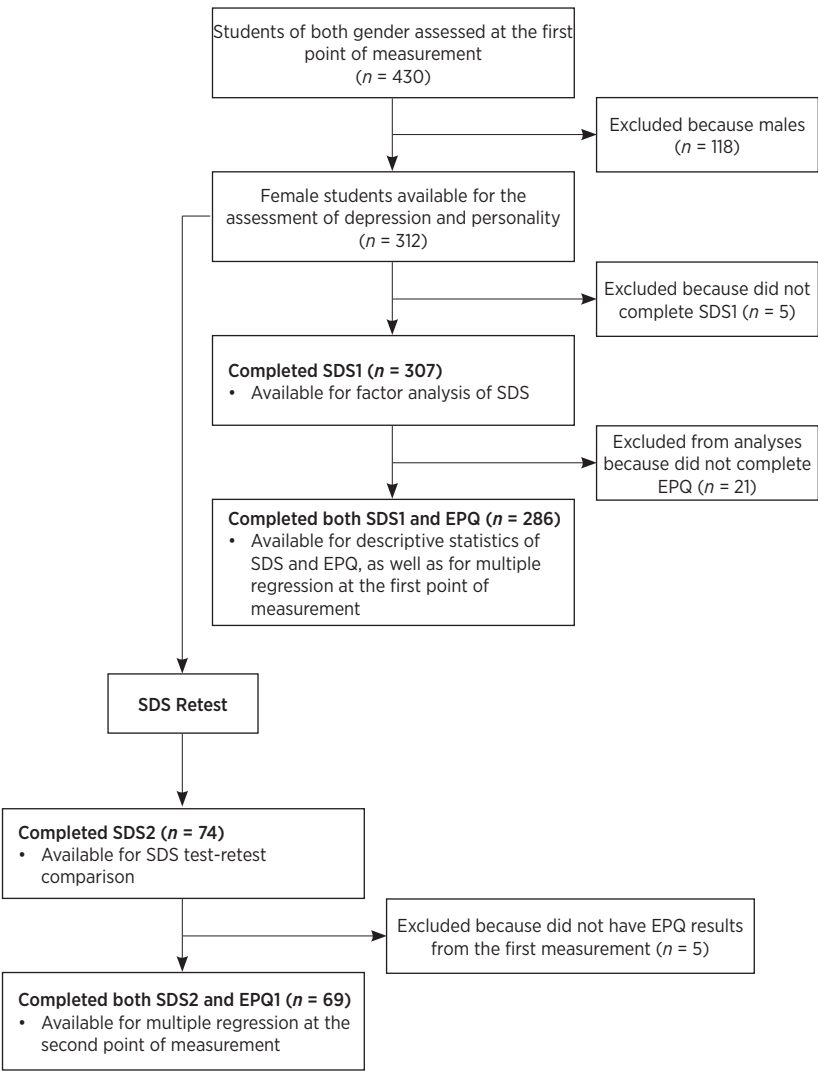 Students of both gender assessed at the first
point of measurement
(n = 430)
Excluded because males
(n = 118)
Female students available for the
assessment of depression and personality
(n = 312)
Excluded because did not
complete SDS1 (n = 5)
Completed SDS1 (n = 307)
• Available for factor analysis of SDS
Excluded from analyses
because did not complete
EPQ (n = 21)
Completed both SDS1 and EPQ (n = 286)
• Available for descriptive statistics of
SDS and EPQ, as well as for multiple
regression at the first point of
measurement
SDS Retest
Completed SDS2 (n = 74)
• Available for SDS test-retest
comparison
Excluded because did not have EPQ results
from the first measurement (n = 5)
Completed both SDS2 and EPQ1 (n = 69)
• Available for multiple regression at the
second point of measurement